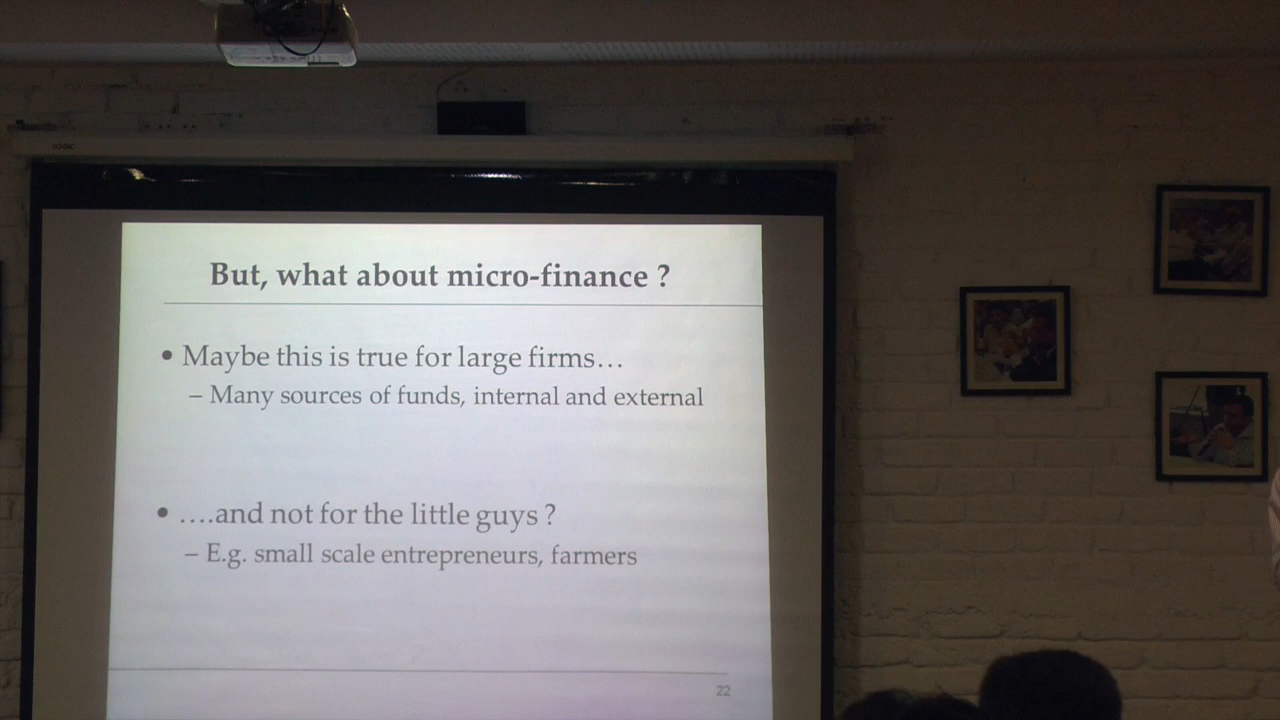 LOGIC
But, what about micro-finance ?
• Maybe this is true for large firms…
– Many sources of funds, internal and external
• ….and not for the little guys ?
– E.g. small scale entrepreneurs, farmers
22